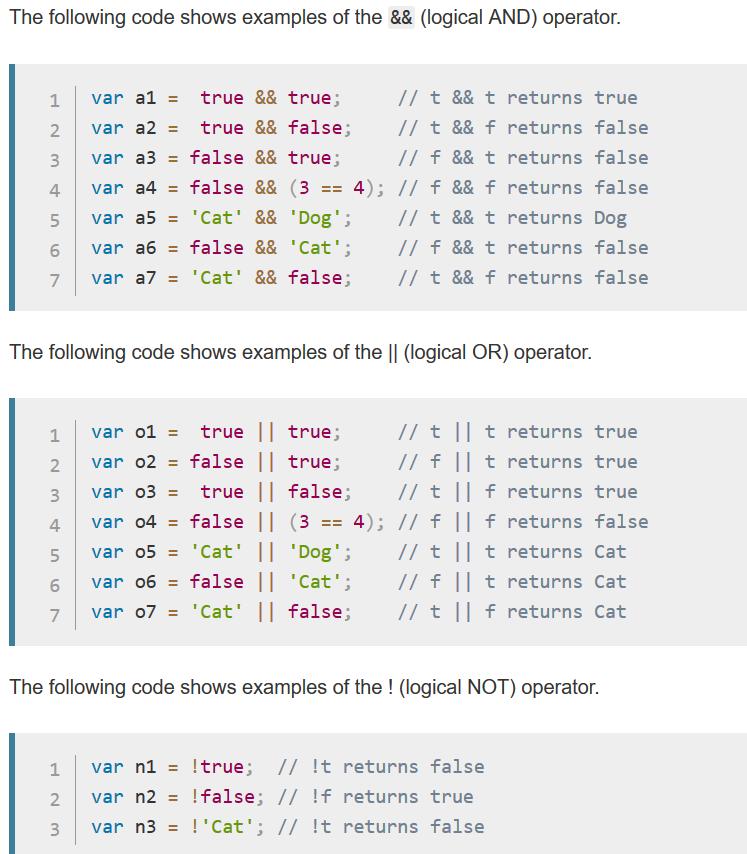 The following code shows examples of the && (logical AND) operator.
1 var a1 =  true && true;     // t && t returns true
2 var a2 =  true && false;    // t && f returns false
3 var a3 = false && true;     // f && t returns false
4 var a4 = false && (3 == 4); // f && f returns false
5 var a5 = 'Cat' && 'Dog';    // t && t returns Dog
6 var a6 = false && 'Cat';    // f && t returns false
7 var a7 = 'Cat' && false;    // t && f returns false
The following code shows examples of the || (logical OR) operator.
1 var o1 =  true || true;     // t || t returns true
2 var o2 = false || true;     // f || t returns true
3 var o3 =  true || false;    // t || f returns true
4 var o4 = false || (3 == 4); // f || f returns false
5 var o5 = 'Cat' || 'Dog';    // t || t returns Cat
6 var o6 = false || 'Cat';    // f || t returns Cat
7 var o7 = 'Cat' || false;    // t || f returns Cat
The following code shows examples of the ! (logical NOT) operator.
1 var n1 = !true;  // !t returns false
2 var n2 = !false; // !f returns true
3 var n3 = !'Cat'; // !t returns false